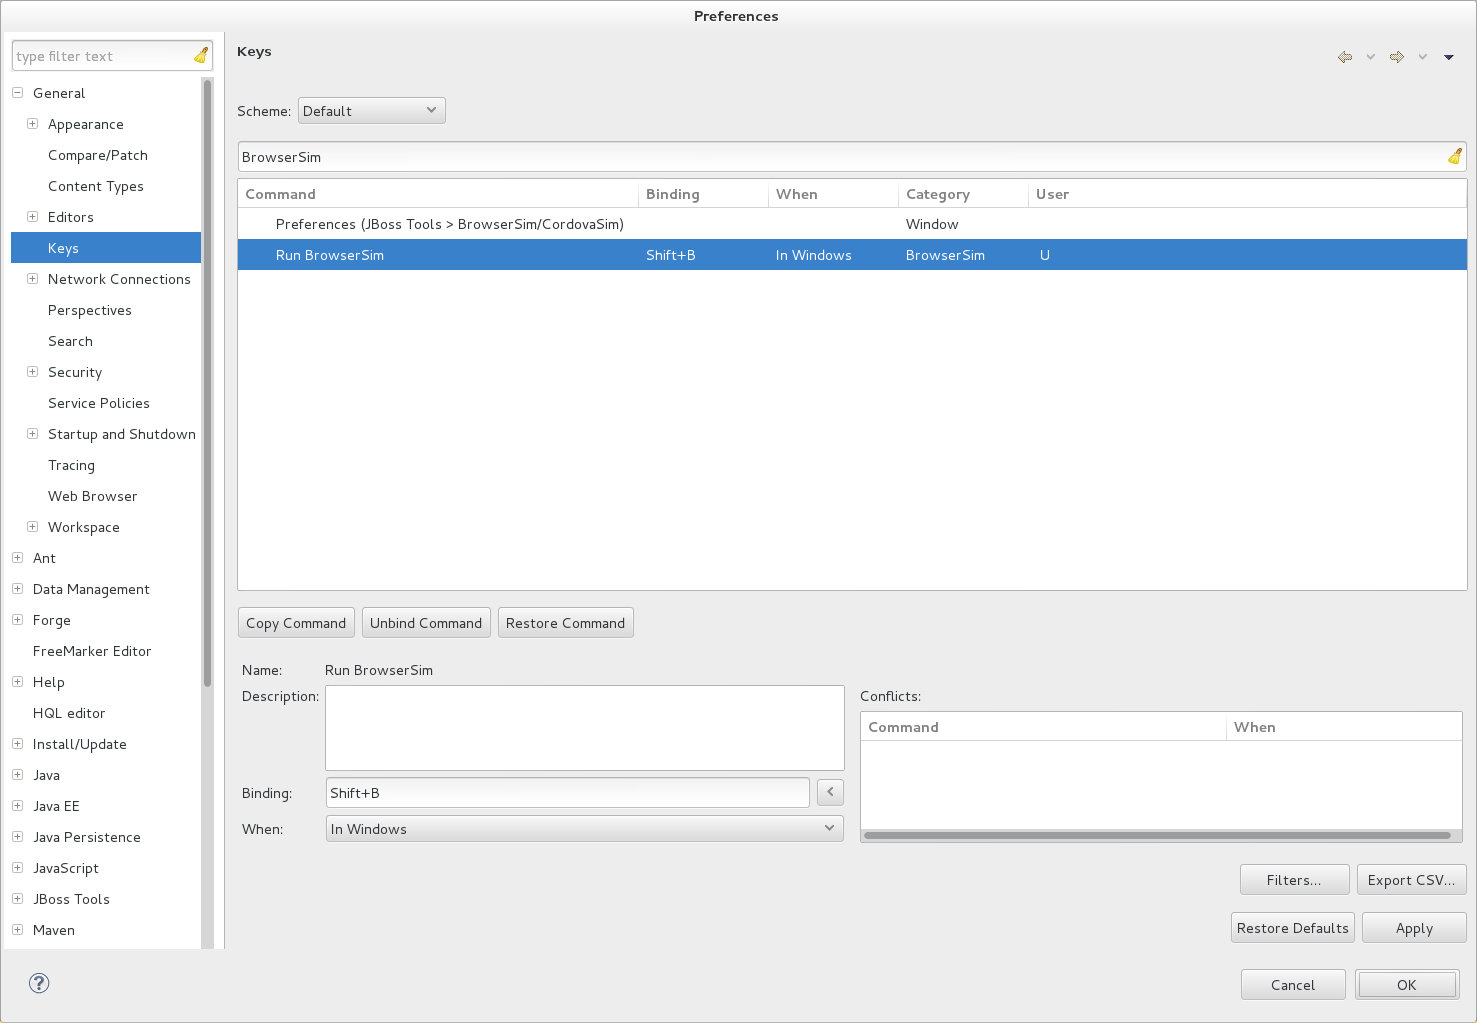 Preferences
type filter text
General
Appearance
Compare/Patch
Content Types
Editors
Keys
Network Connections
Perspectives
Search
Security
Service Policies
Startup and Shutdown
Tracing
Web Browser
Workspace
Ant
Data Management
Forge
FreeMarker Editor
Help
HQL editor
Install/Update
Java
Java EE
Java Persistence
JavaScript
JBoss Tools
Maven
Keys
Scheme: Default
BrowserSim
Command Binding When Category User
Preferences (JBoss Tools > BrowserSim/CordovaSim) Window
Run BrowserSim Shift+B In Windows BrowserSim U
Copy Command Unbind Command Restore Command
Name: Run BrowserSim
Description:
Binding: Shift+B
When: In Windows
Conflicts:
Command When
Filters... Export CSV...
Restore Defaults Apply
? Cancel OK